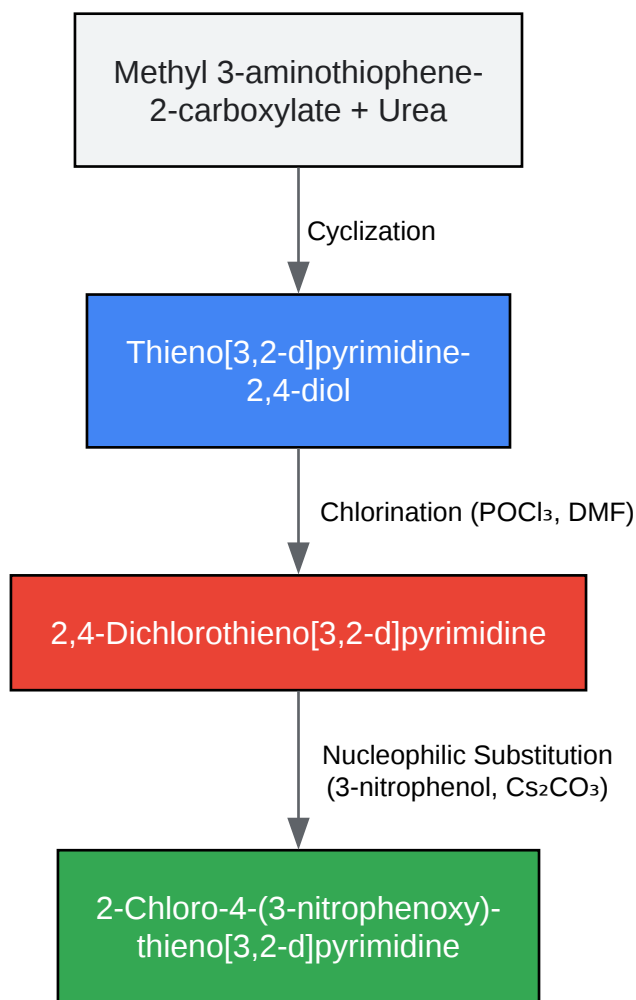 Methyl 3-aminothiophene-
2-carboxylate + Urea
Cyclization
Thieno[3,2-d]pyrimidine-
2,4-diol
Chlorination (POCl₃, DMF)
2,4-Dichlorothieno[3,2-d]pyrimidine
Nucleophilic Substitution
(3-nitrophenol, Cs₂CO₃)
2-Chloro-4-(3-nitrophenoxy)-
thieno[3,2-d]pyrimidine